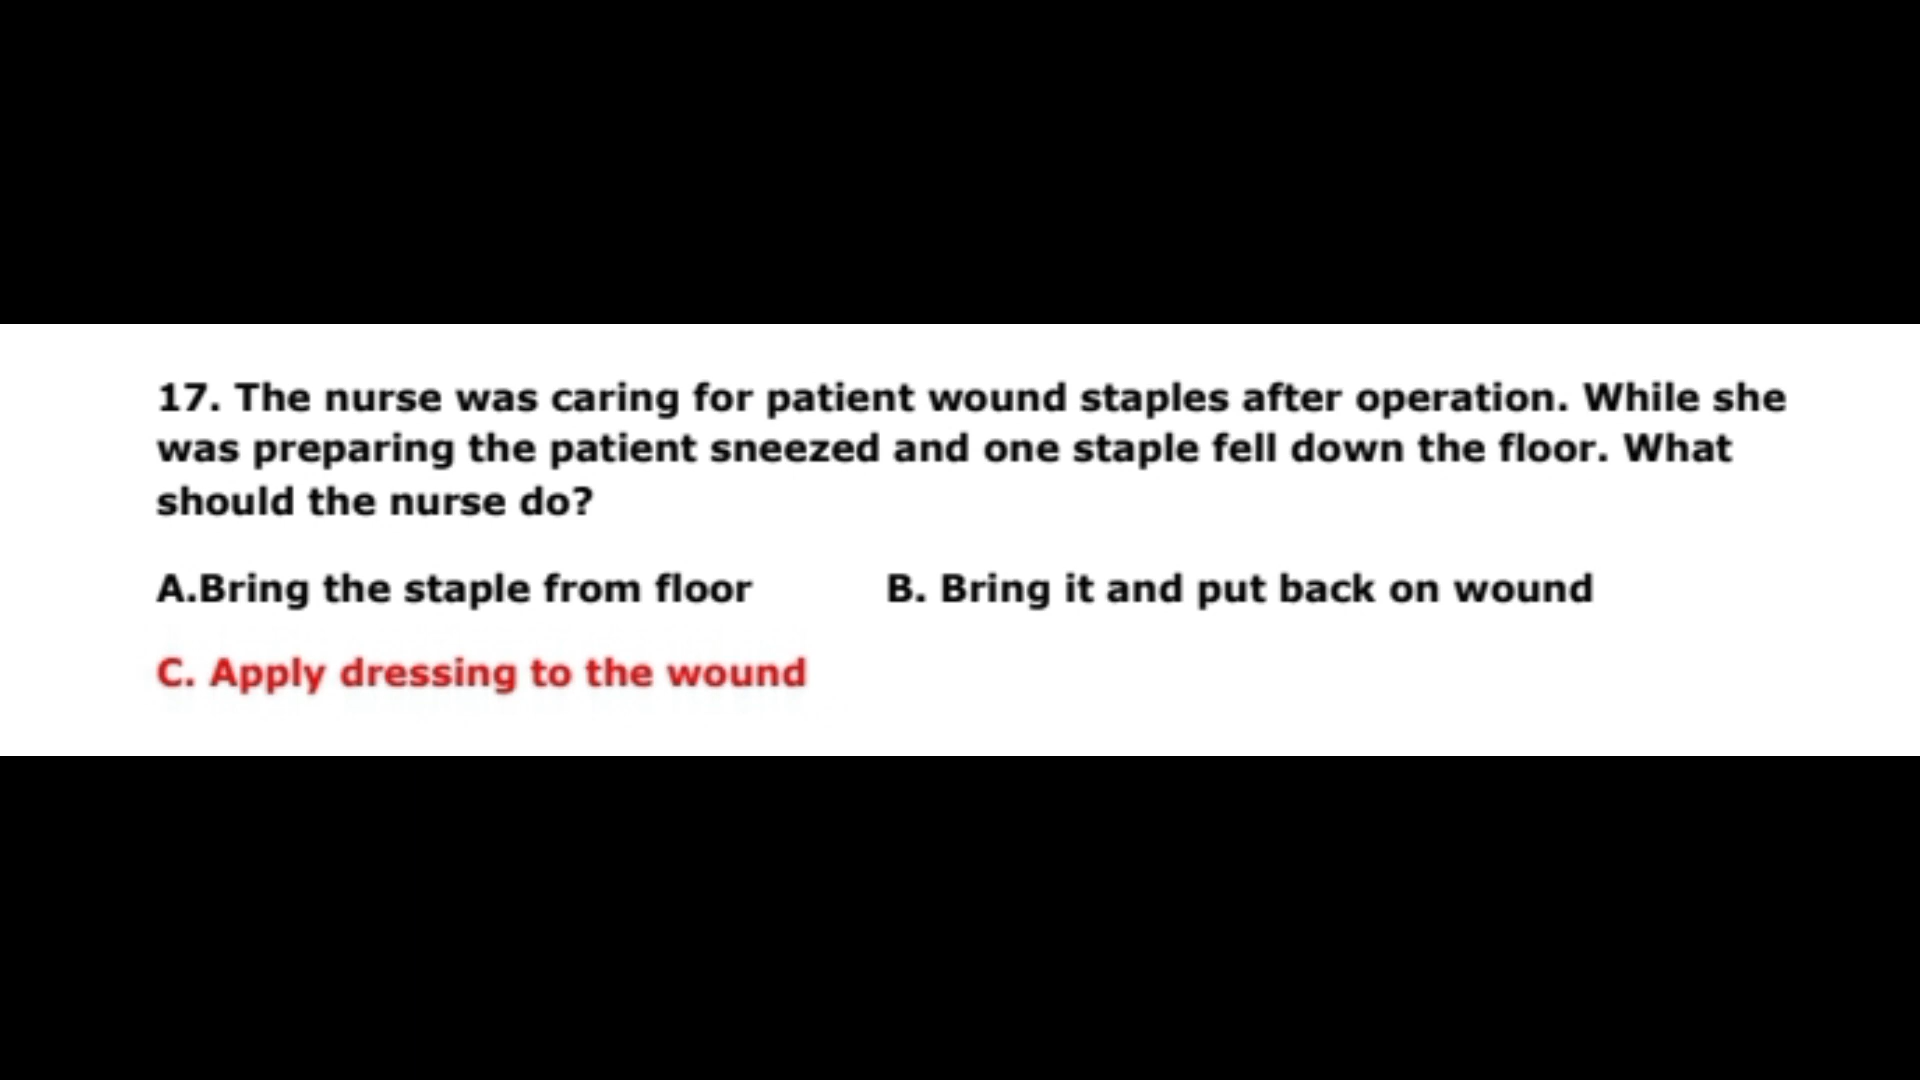 17. The nurse was caring for patient wound staples after operation. While she
was preparing the patient sneezed and one staple fell down the floor. What
should the nurse do?
A.Bring the staple from floor B. Bring it and put back on wound
C. Apply dressing to the wound